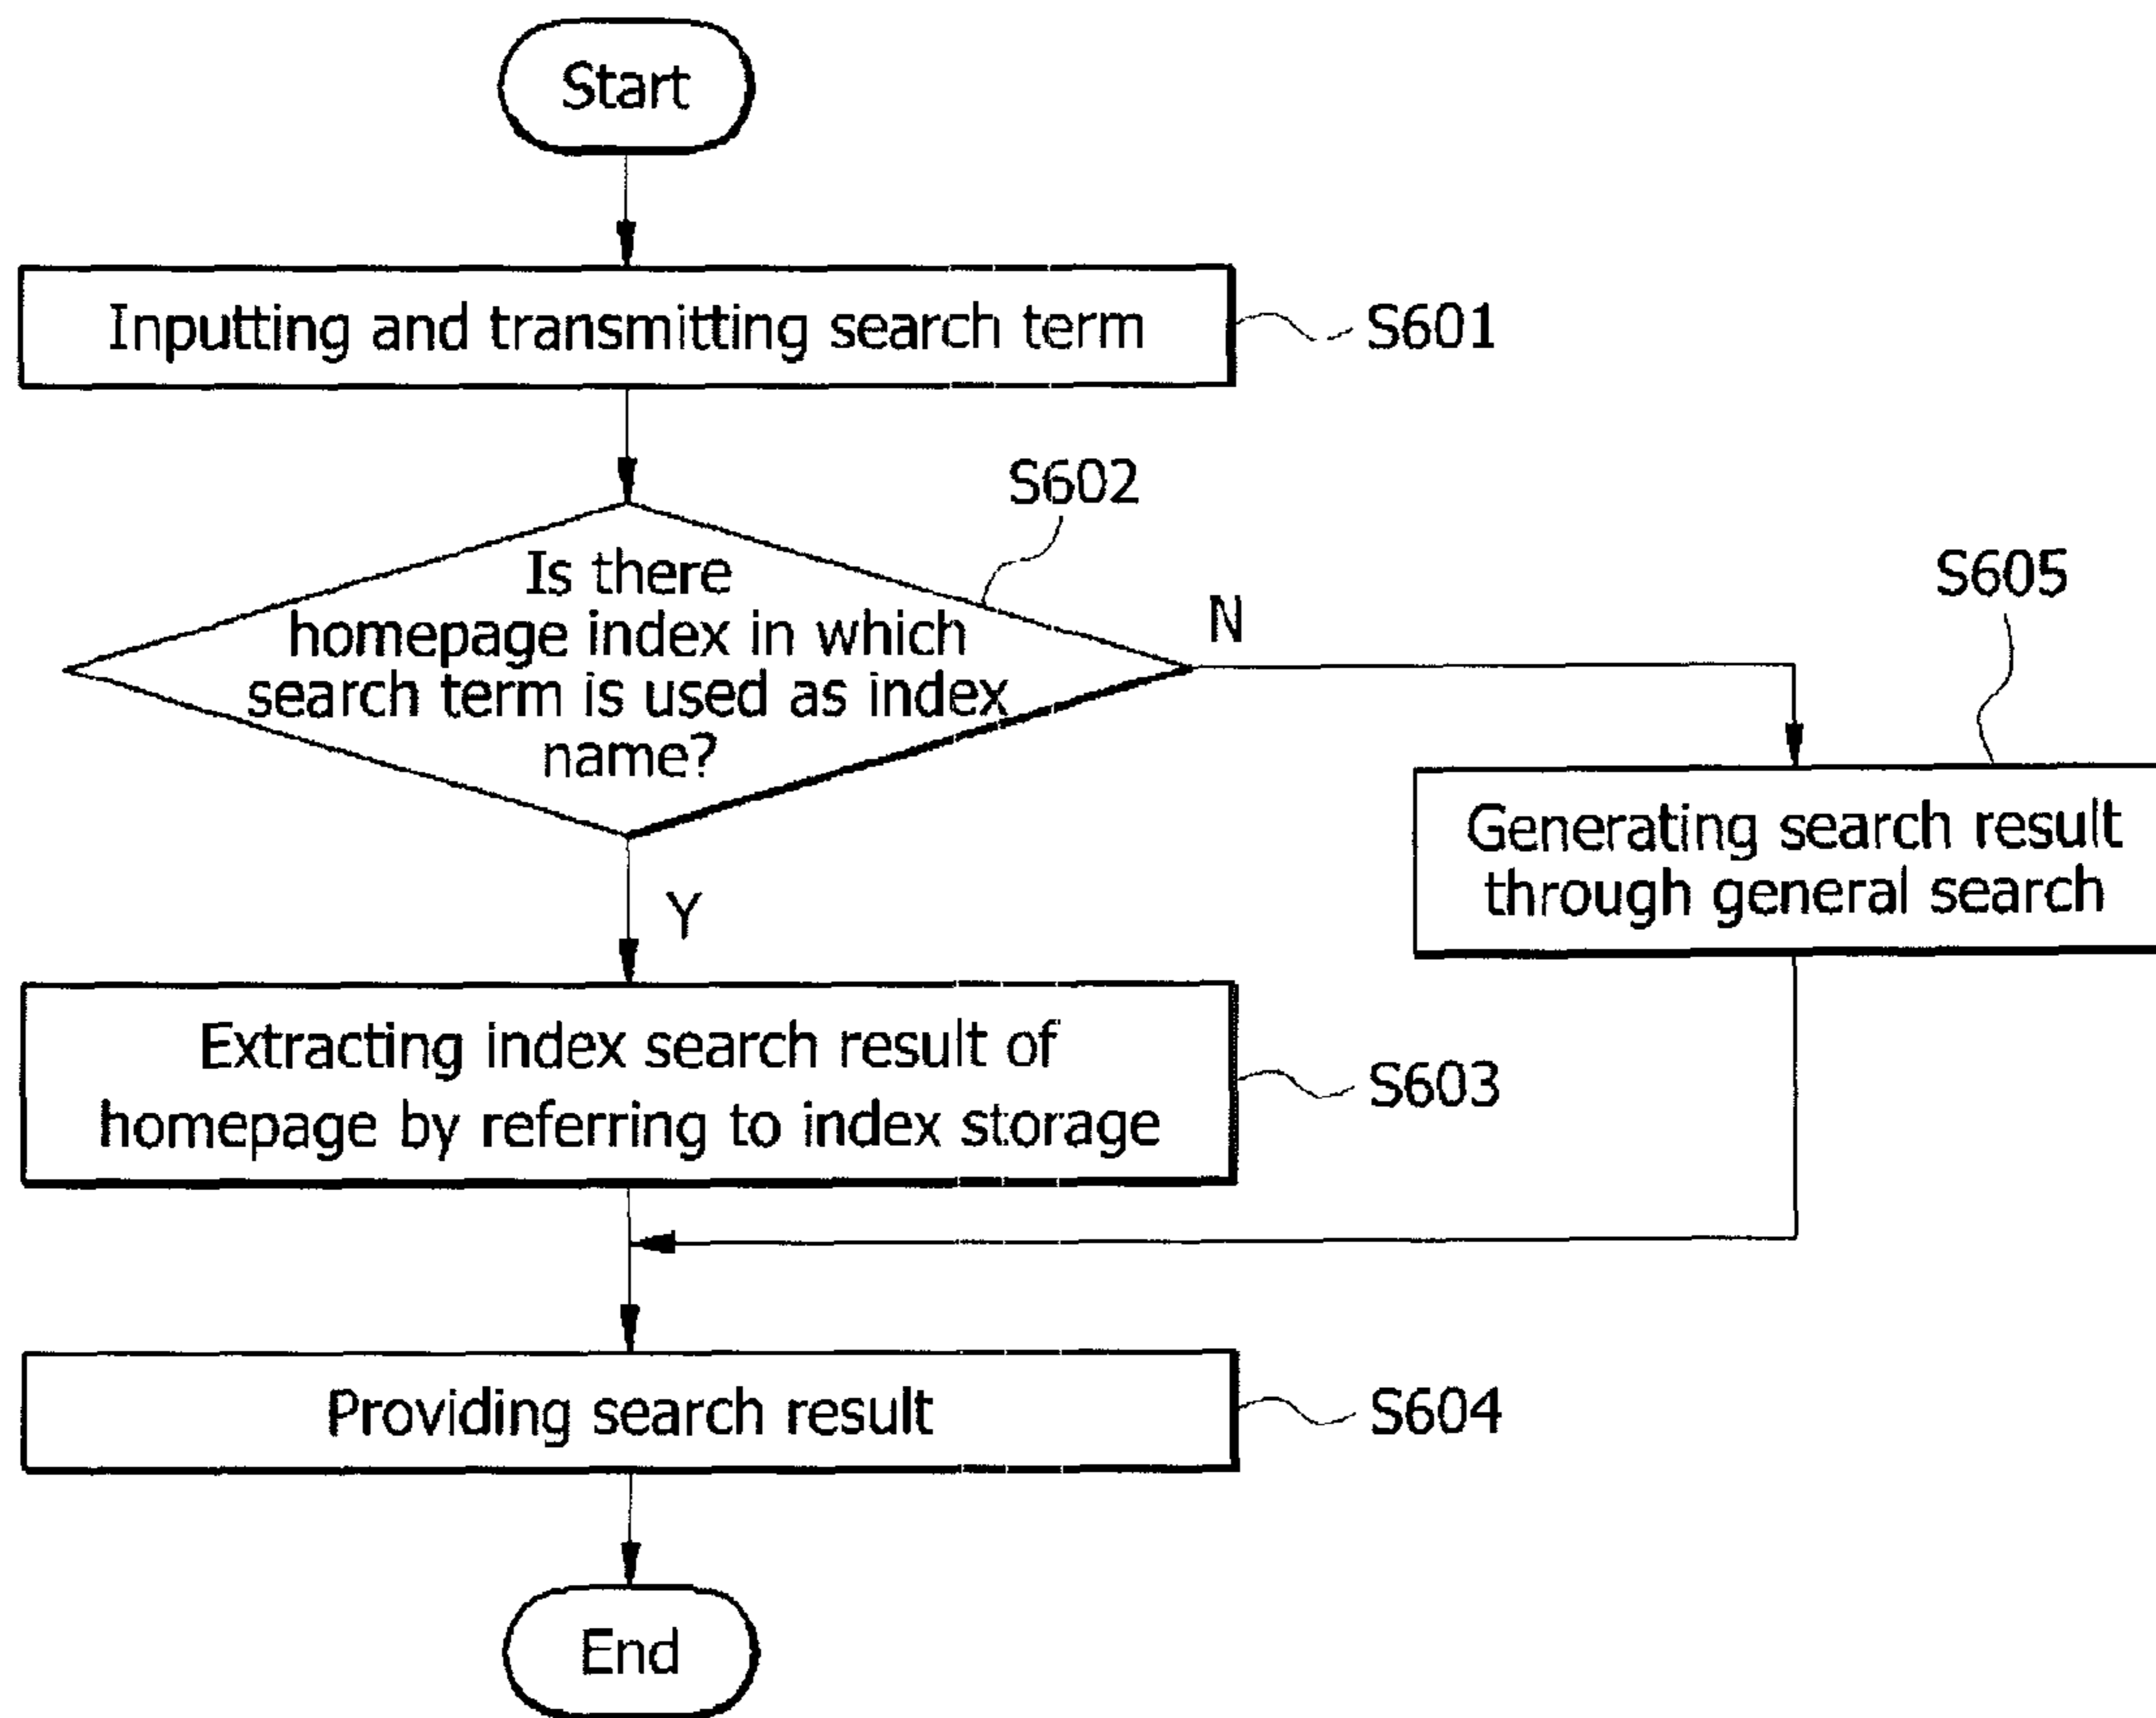 Start
Inputting and transmitting search term
S601
S602
Is there
homepage index in which
search term is used as index
name?
N
S605
Generating search result
through general search
Y
Extracting index search result of
homepage by referring to index storage
S603
Providing search result
S604
End